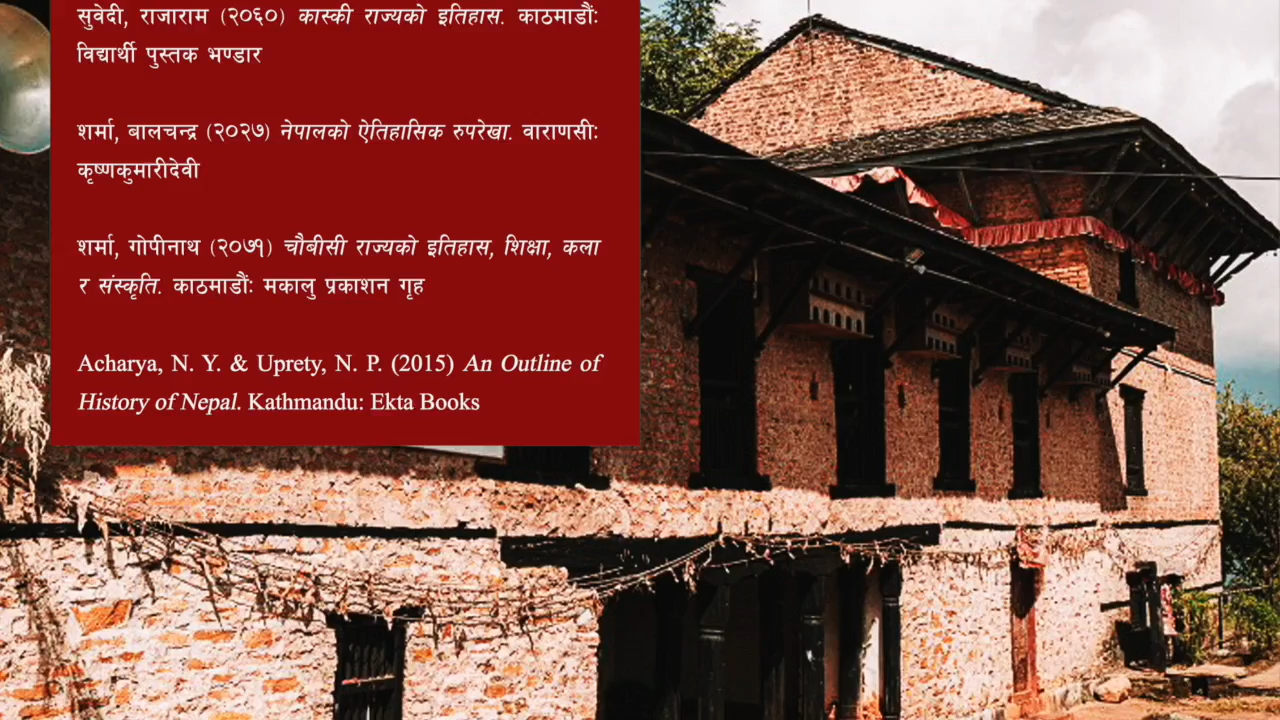 सुवेदी, राजाराम (२०६०) कास्की राज्यको इतिहास. काठमाडौंः
विद्यार्थी पुस्तक भण्डार
शर्मा, बालचन्द्र (२०२७) नेपालको ऐतिहासिक रुपरेखा. वाराणसीः
कृष्णकुमारीदेवी
शर्मा, गोपीनाथ (२०७१) चौबीसी राज्यको इतिहास, शिक्षा, कला
र संस्कृति. काठमाडौंः मकालु प्रकाशन गृह
Acharya, N. Y. & Uprety, N. P. (2015) An Outline of
History of Nepal. Kathmandu: Ekta Books